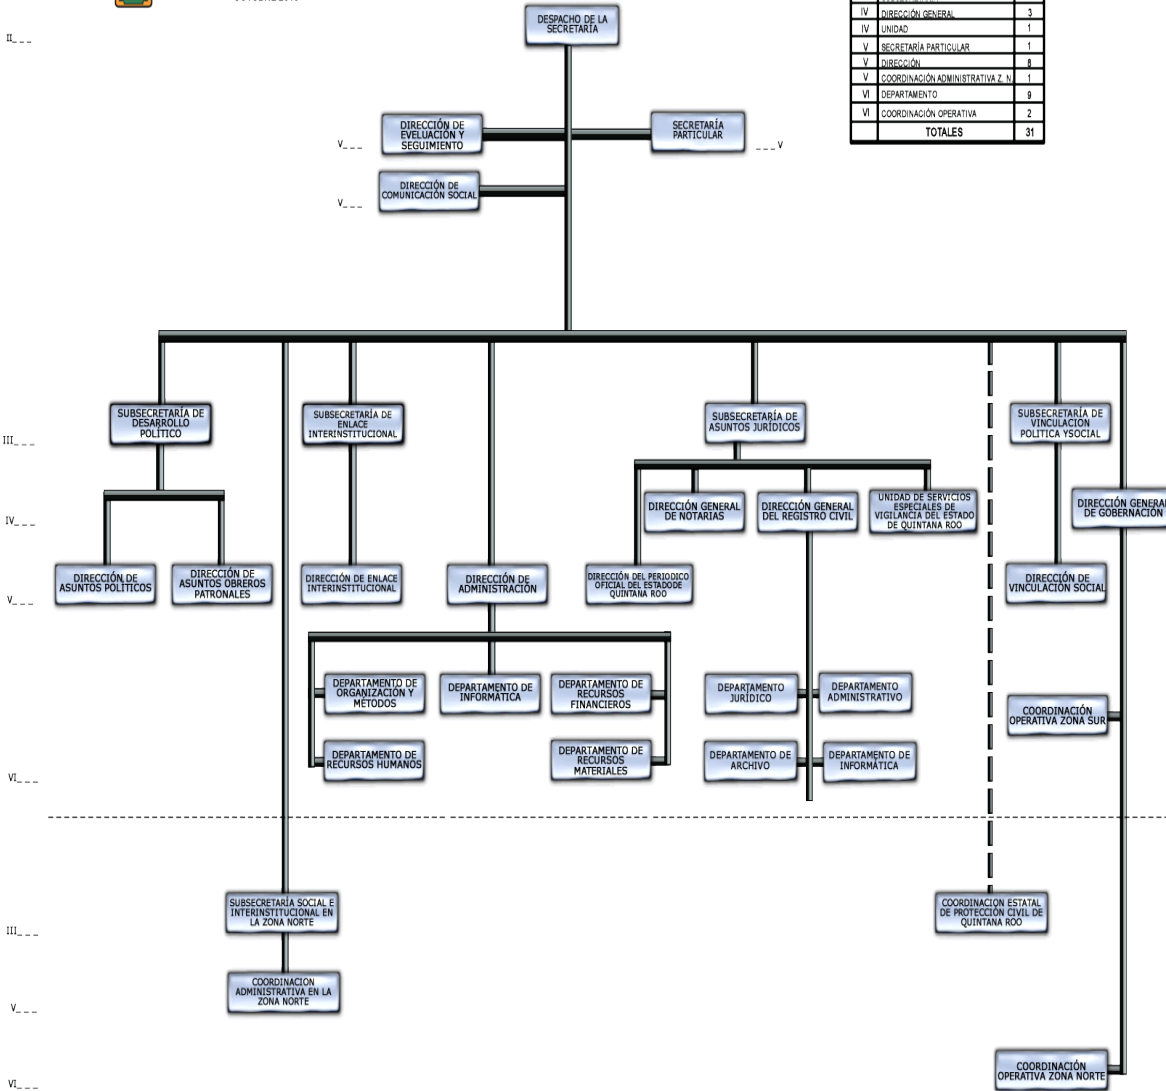 DESPACHO DE LA
SECRETARÍA
II_ _ _
IV DIRECCIÓN GENERAL 3
IV UNIDAD 1
V SECRETARÍA PARTICULAR 1
V DIRECCIÓN 8
V COORDINACIÓN ADMINISTRATIVA Z. N. 1
VI DEPARTAMENTO 9
VI COORDINACIÓN OPERATIVA 2
TOTALES 31
DIRECCIÓN DE
EVALUACIÓN Y
SEGUIMIENTO
V_ _ _
SECRETARÍA
PARTICULAR
_ _ _V
DIRECCIÓN DE
COMUNICACIÓN SOCIAL
V_ _ _
SUBSECRETARÍA DE
DESARROLLO
POLÍTICO
SUBSECRETARÍA DE
ENLACE
INTERINSTITUCIONAL
SUBSECRETARÍA DE
ASUNTOS JURÍDICOS
SUBSECRETARÍA DE
VINCULACION
POLITICA YSOCIAL
III_ _ _
DIRECCIÓN GENERAL
DE NOTARIAS
DIRECCIÓN GENERAL
DEL REGISTRO CIVIL
UNIDAD DE SERVICIOS
ESPECIALES DE
VIGILANCIA DEL ESTADO
DE QUINTANA ROO
DIRECCIÓN GENERAL
DE GOBERNACIÓN
IV_ _ _
DIRECCIÓN DE
ASUNTOS POLÍTICOS
DIRECCIÓN DE
ASUNTOS OBREROS
PATRONALES
DIRECCIÓN DE ENLACE
INTERINSTITUCIONAL
DIRECCIÓN DE
ADMINISTRACIÓN
DIRECCIÓN DEL PERIODICO
OFICIAL DEL ESTADODE
QUINTANA ROO
DIRECCIÓN DE
VINCULACIÓN SOCIAL
V_ _ _
DEPARTAMENTO DE
ORGANIZACIÓN Y
MÉTODOS
DEPARTAMENTO DE
INFORMÁTICA
DEPARTAMENTO DE
RECURSOS
FINANCIEROS
DEPARTAMENTO
JURÍDICO
DEPARTAMENTO
ADMINISTRATIVO
COORDINACIÓN
OPERATIVA ZONA SUR
DEPARTAMENTO DE
RECURSOS HUMANOS
DEPARTAMENTO DE
RECURSOS
MATERIALES
DEPARTAMENTO DE
ARCHIVO
DEPARTAMENTO DE
INFORMÁTICA
VI_ _ _
SUBSECRETARÍA SOCIAL E
INTERINSTITUCIONAL EN
LA ZONA NORTE
COORDINACION ESTATAL
DE PROTECCIÓN CIVIL DE
QUINTANA ROO
III_ _ _
COORDINACION
ADMINISTRATIVA EN LA
ZONA NORTE
V_ _ _
COORDINACIÓN
OPERATIVA ZONA NORTE
VI_ _ _